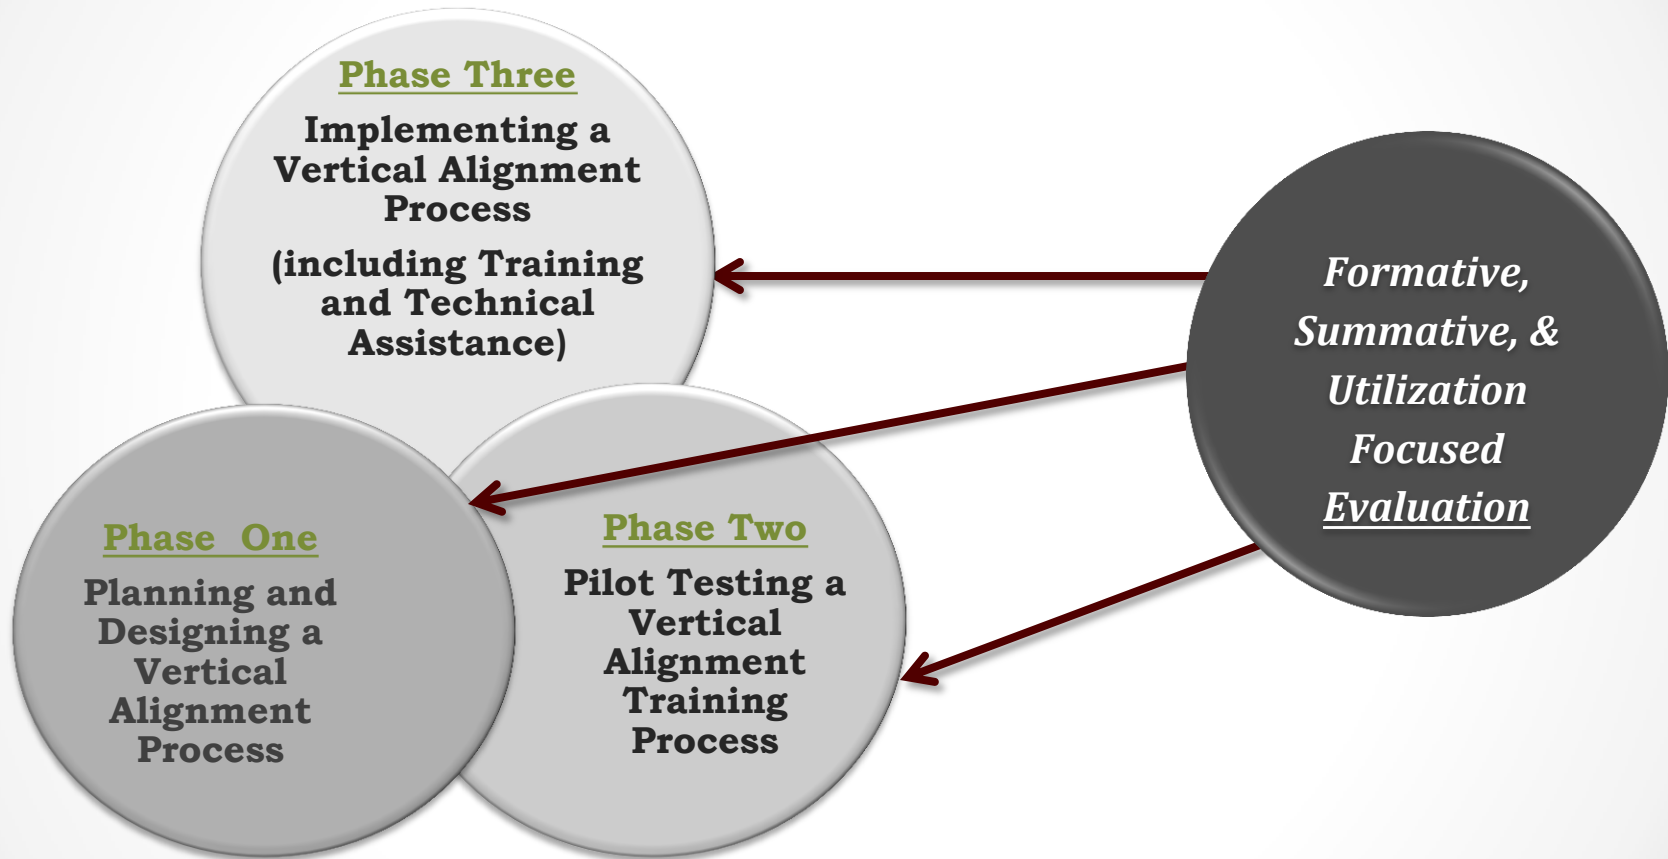 Phase Three
Implementing a
Vertical Alignment
Process
(including Training
and Technical
Assistance)
Phase One
Planning and
Designing a
Vertical
Alignment
Process
Phase Two
Pilot Testing a
Vertical
Alignment
Training
Process
Formative,
Summative, &
Utilization
Focused
Evaluation